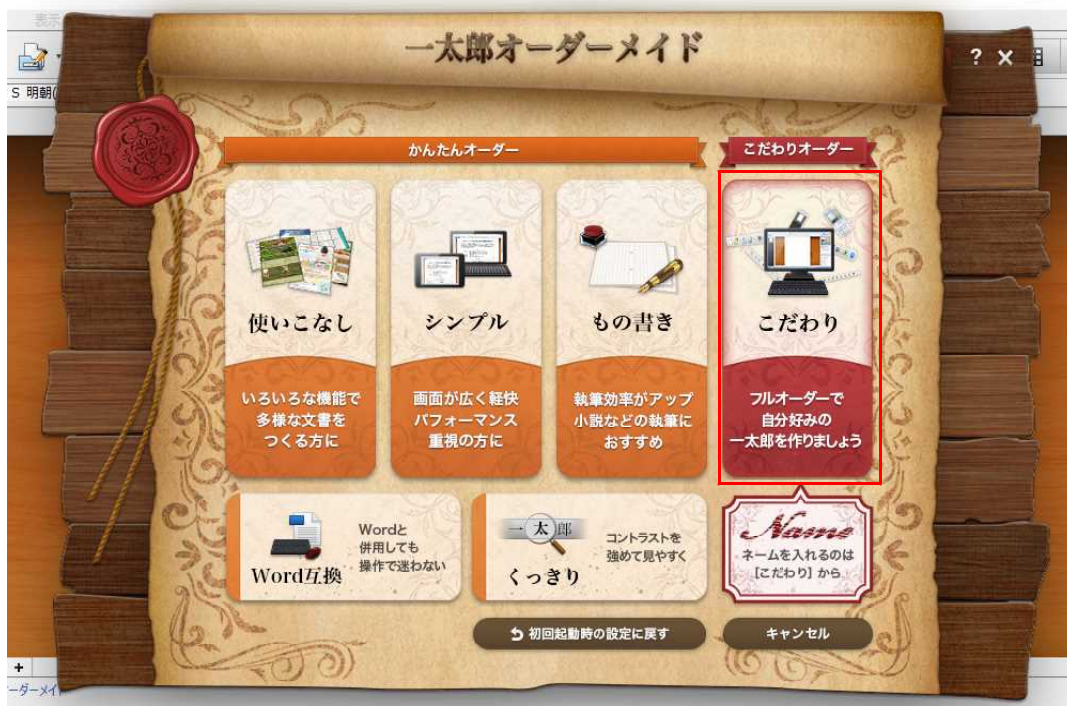 表示
S 明朝(
一太郎オーダーメイド
? ×
かんたんオーダー
こだわりオーダー
使いこなし
いろいろな機能で
多様な文書を
つくる方に
シンプル
画面が広く軽快
パフォーマンス
重視の方に
もの書き
執筆効率がアップ
小説などの執筆に
おすすめ
こだわり
フルオーダーで
自分好みの
一太郎を作りましょう
Word互換
Wordと
併用しても
操作で迷わない
一太郎
くっきり
コントラストを
強めて見やすく
Name
ネームを入れるのは
[こだわり] から
初回起動時の設定に戻す
キャンセル
+
ーダーメイ